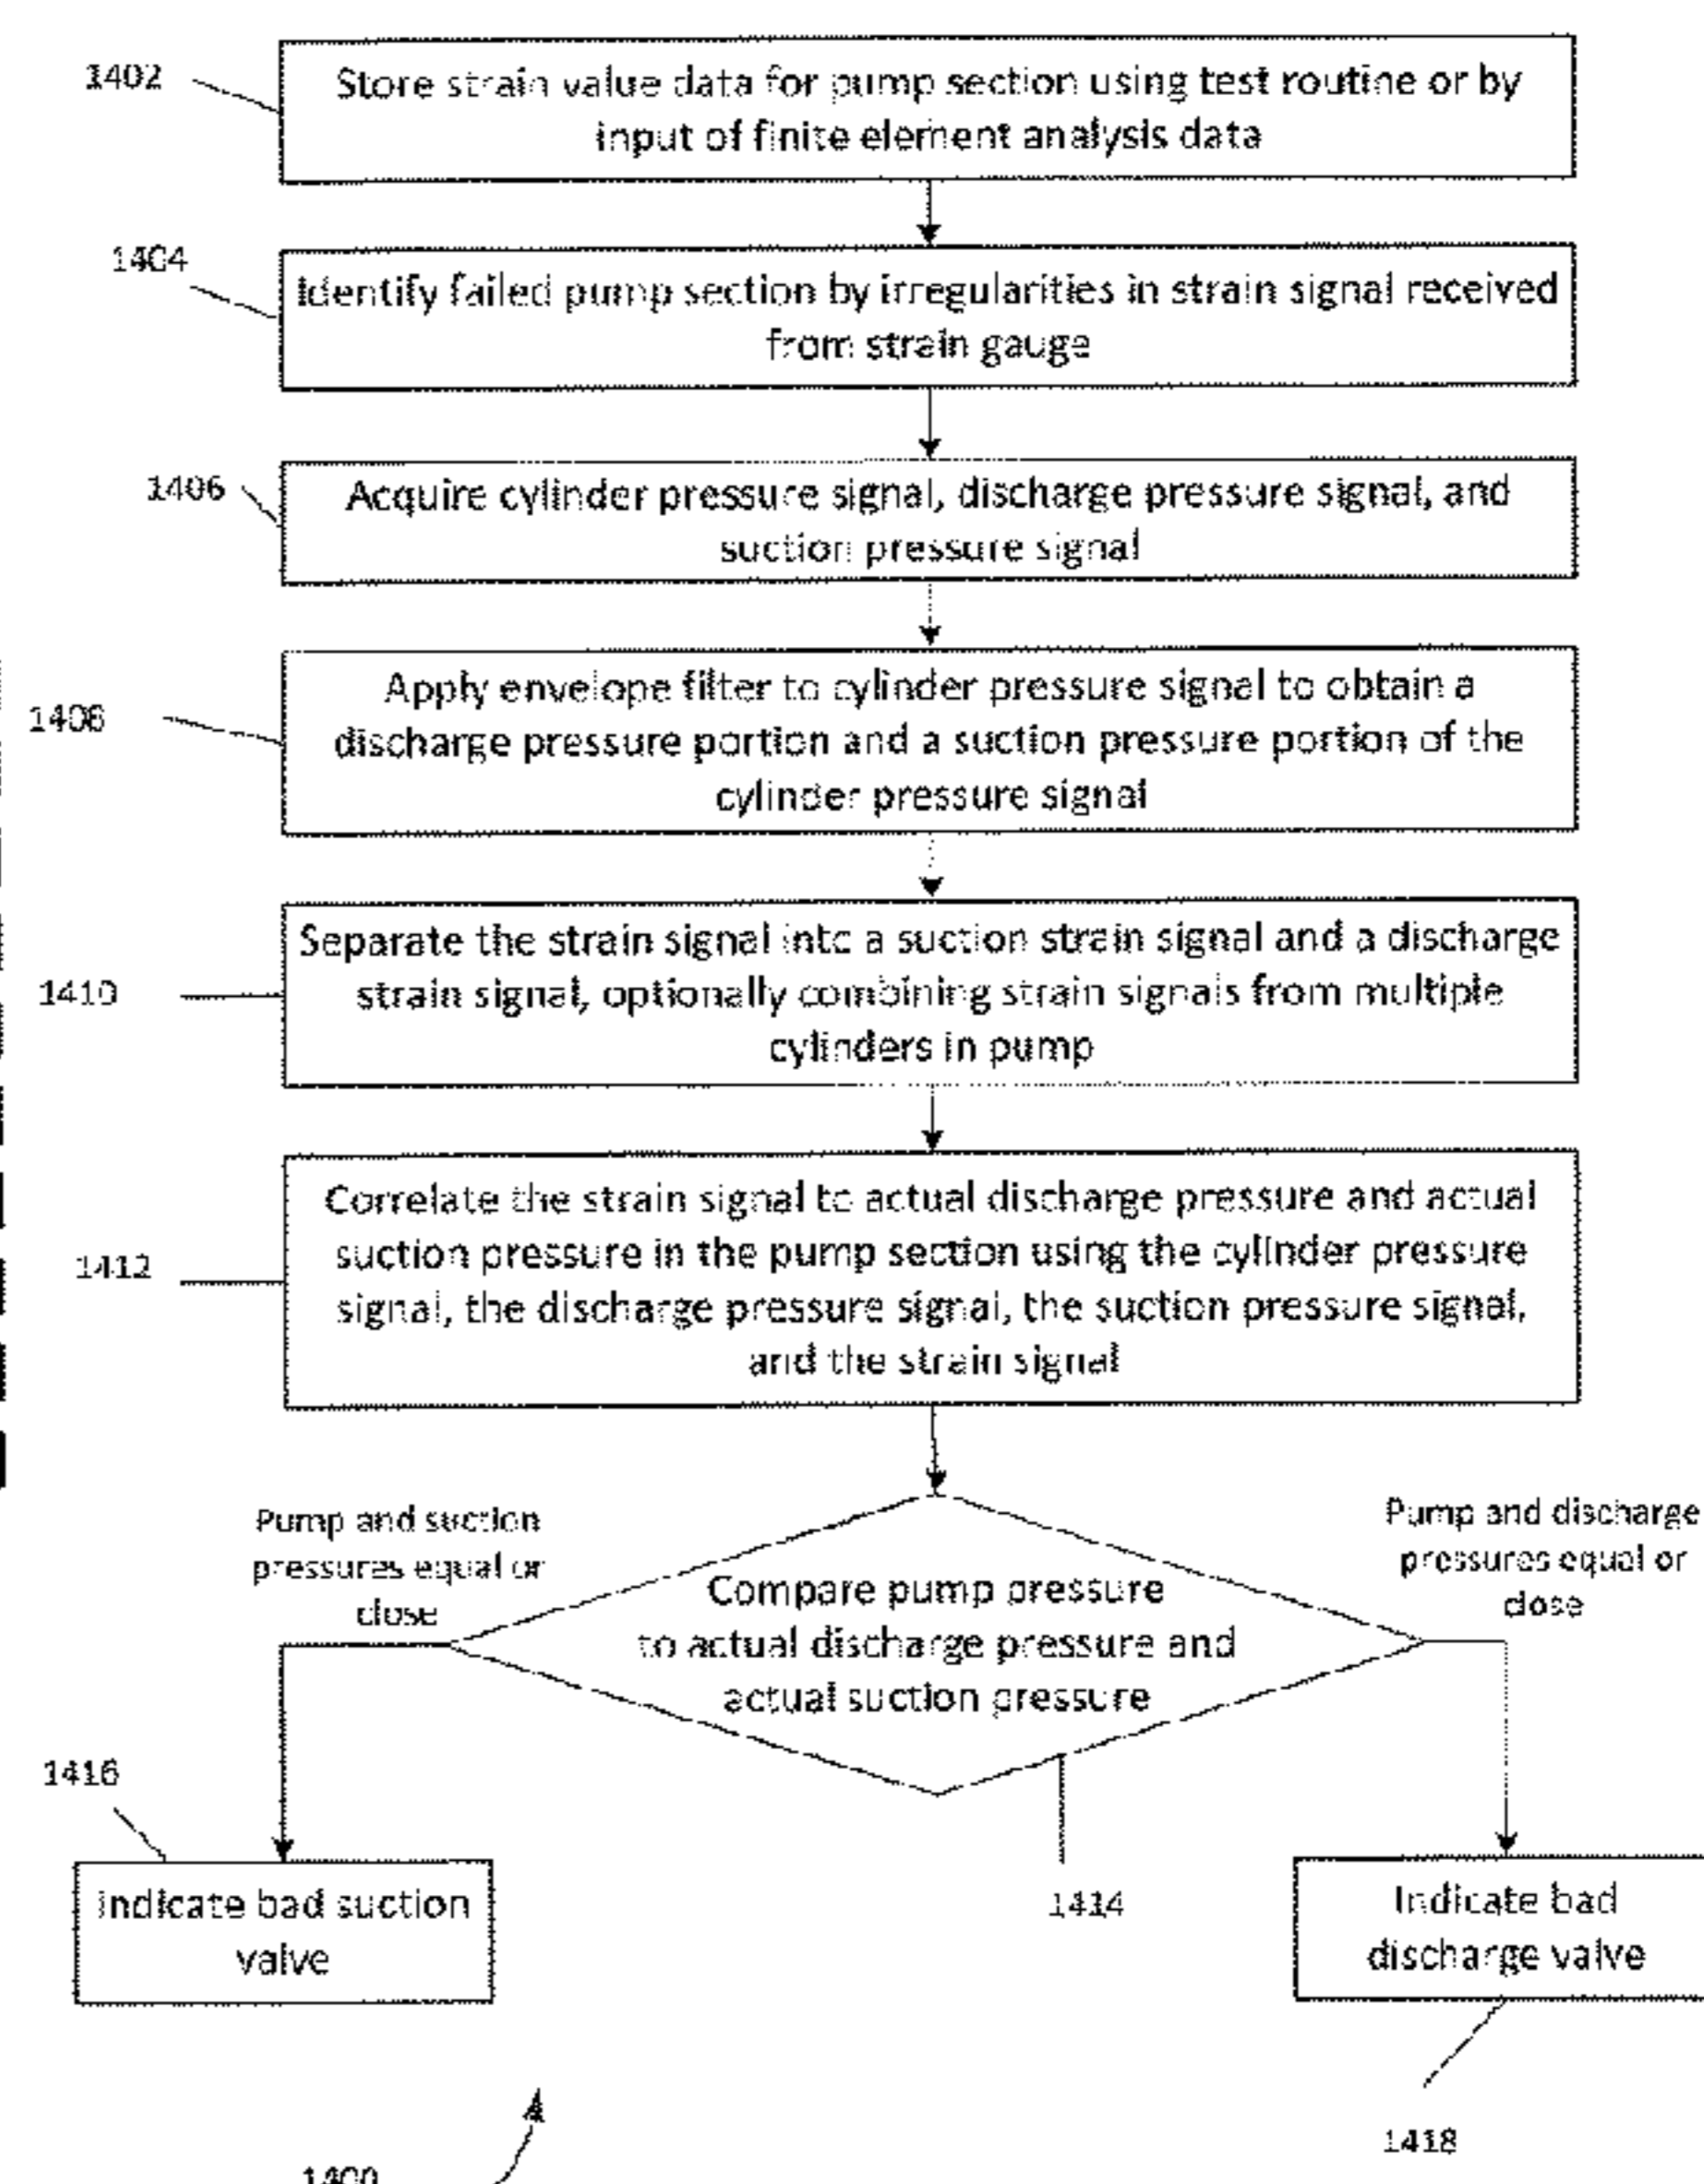 1402
Store strain value data for pump section using test routine or by
input of finite element analysis data
1404
Identify failed pump section by irregularities in strain signal received
from strain gauge
1406
Acquire cylinder pressure signal, discharge pressure signal, and
suction pressure signal
1408
Apply envelope filter to cylinder pressure signal to obtain a
discharge pressure portion and a suction pressure portion of the
cylinder pressure signal
1410
Separate the strain signal into a suction strain signal and a discharge
strain signal, optionally combining strain signals from multiple
cylinders in pump
1412
Correlate the strain signal to actual discharge pressure and actual
suction pressure in the pump section using the cylinder pressure
signal, the discharge pressure signal, the suction pressure signal,
and the strain signal
Pump and suction
pressures equal or
close
Compare pump pressure
to actual discharge pressure and
actual suction pressure
Pump and discharge
pressures equal or
close
1416
Indicate bad suction
valve
1414
Indicate bad
discharge valve
1418
1400